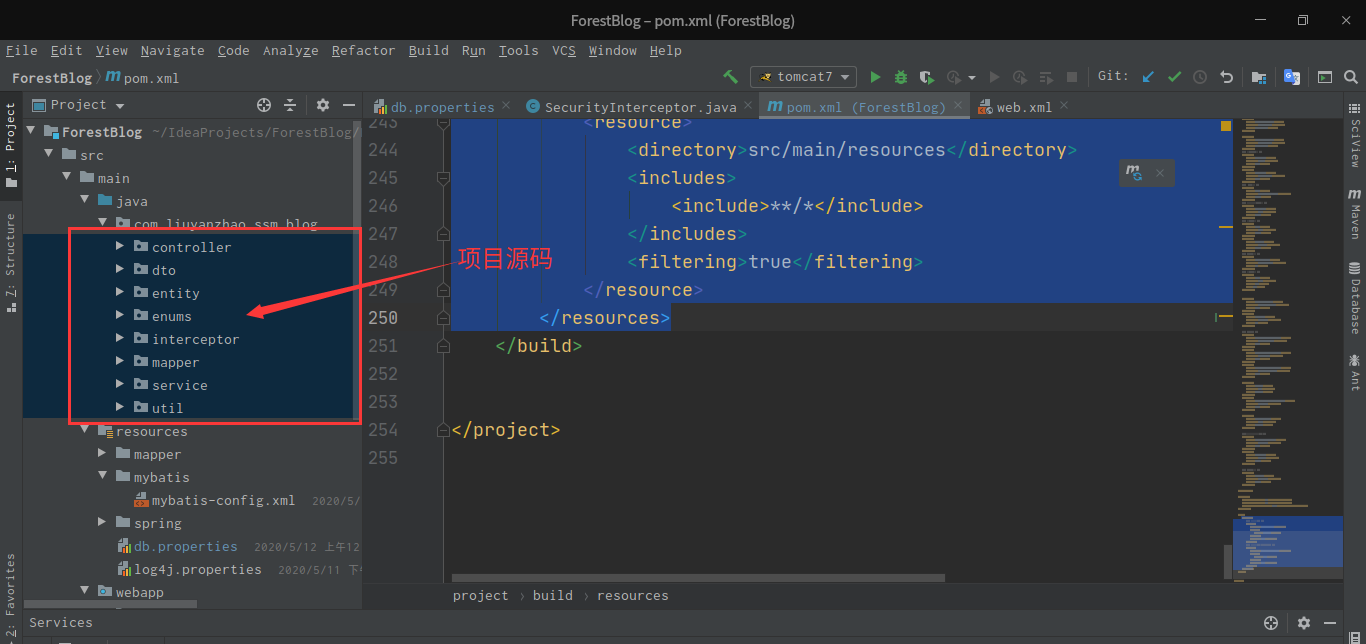 ForestBlog – pom.xml (ForestBlog)
File Edit View Navigate Code Analyze Refactor Build Run Tools VCS Window Help
ForestBlog pom.xml tomcat7 Git:
Project db.properties SecurityInterceptor.java pom.xml (ForestBlog) web.xml
1: Project
7: Structure
2: Favorites
ForestBlog ~/IdeaProjects/ForestBlog/
src
main
java
com.liuyanzhao.ssm.blog
controller
dto
entity
enums
interceptor
mapper
service
util
resources
mapper
mybatis
mybatis-config.xml 2020/5/
spring
db.properties 2020/5/12 上午12
log4j.properties 2020/5/11 下
webapp
项目源码
243 <resource>
244 <directory>src/main/resources</directory>
245 <includes>
246 <include>**/*</include>
247 </includes>
248 <filtering>true</filtering>
249 </resource>
250 </resources>
251 </build>
252
253
254 </project>
255
project › build › resources
SciView
Maven
Database
Ant
Services